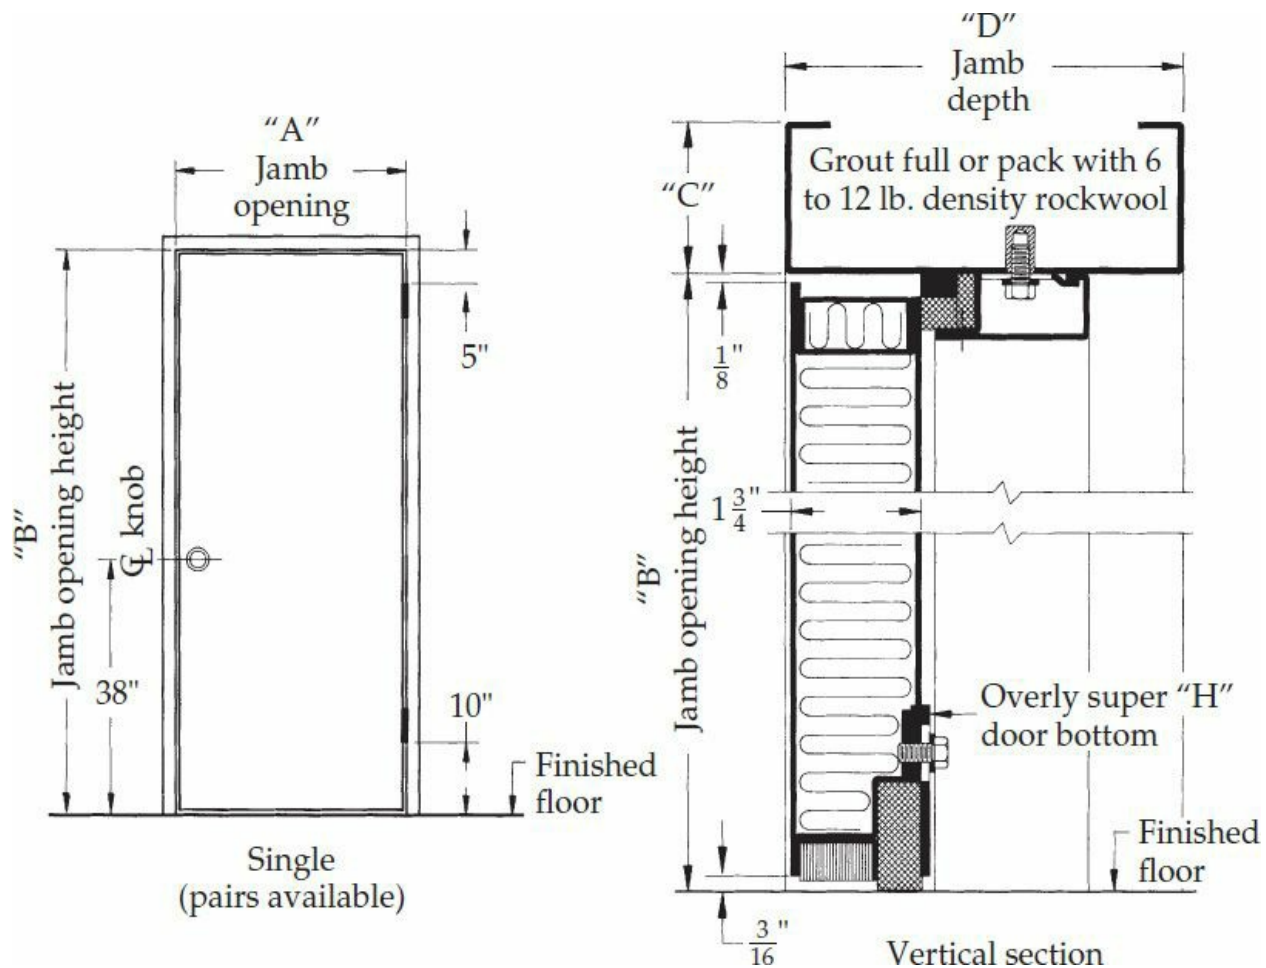 “A”
Jamb
opening
5"
“B”
Jamb opening height
℄ knob
38"
10"
Finished
floor
Single
(pairs available)
“D”
Jamb
depth
“C”
Grout full or pack with 6
to 12 lb. density rockwool
1/8"
“B”
Jamb opening height
1 3/4"
Overly super “H”
door bottom
Finished
floor
3/16"
Vertical section